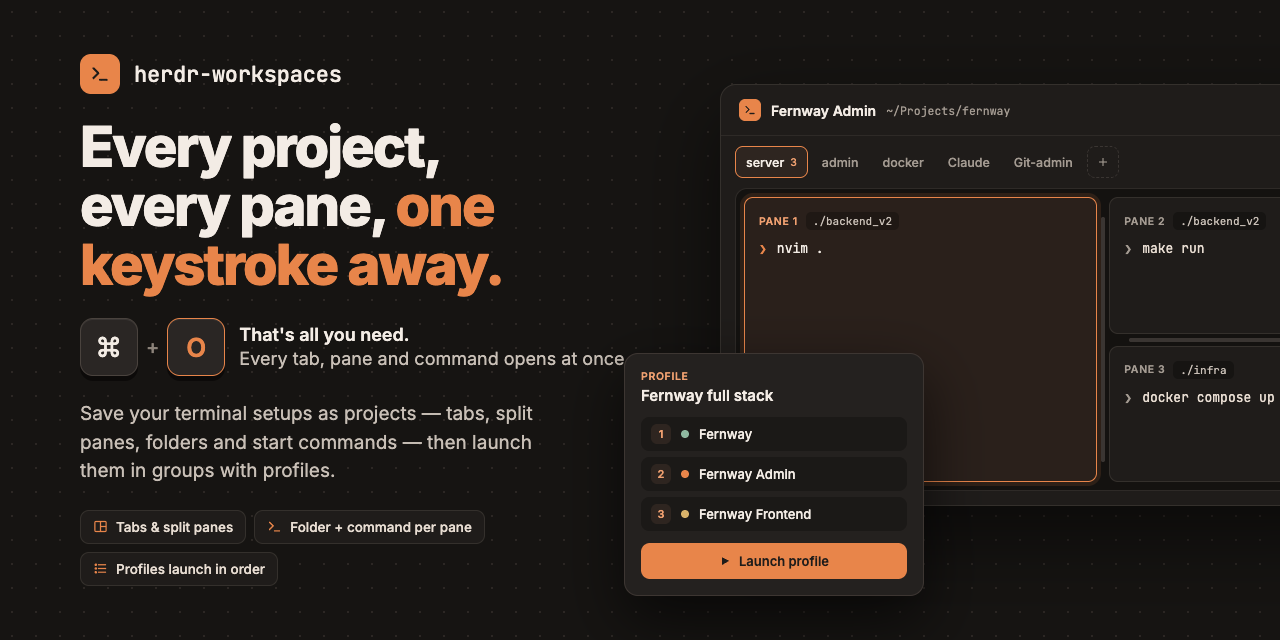 herdr-workspaces
Every project,
every pane, one
keystroke away.
⌘ + O
That's all you need.
Every tab, pane and command opens at once
Save your terminal setups as projects — tabs, split
panes, folders and start commands — then launch
them in groups with profiles.
Tabs & split panes
Folder + command per pane
Profiles launch in order
Fernway Admin ~/Projects/fernway
server 3 admin docker Claude Git-admin +
PANE 1 ./backend_v2
❯ nvim .
PANE 2 ./backend_v2
❯ make run
PANE 3 ./infra
❯ docker compose up
PROFILE
Fernway full stack
1 Fernway
2 Fernway Admin
3 Fernway Frontend
Launch profile